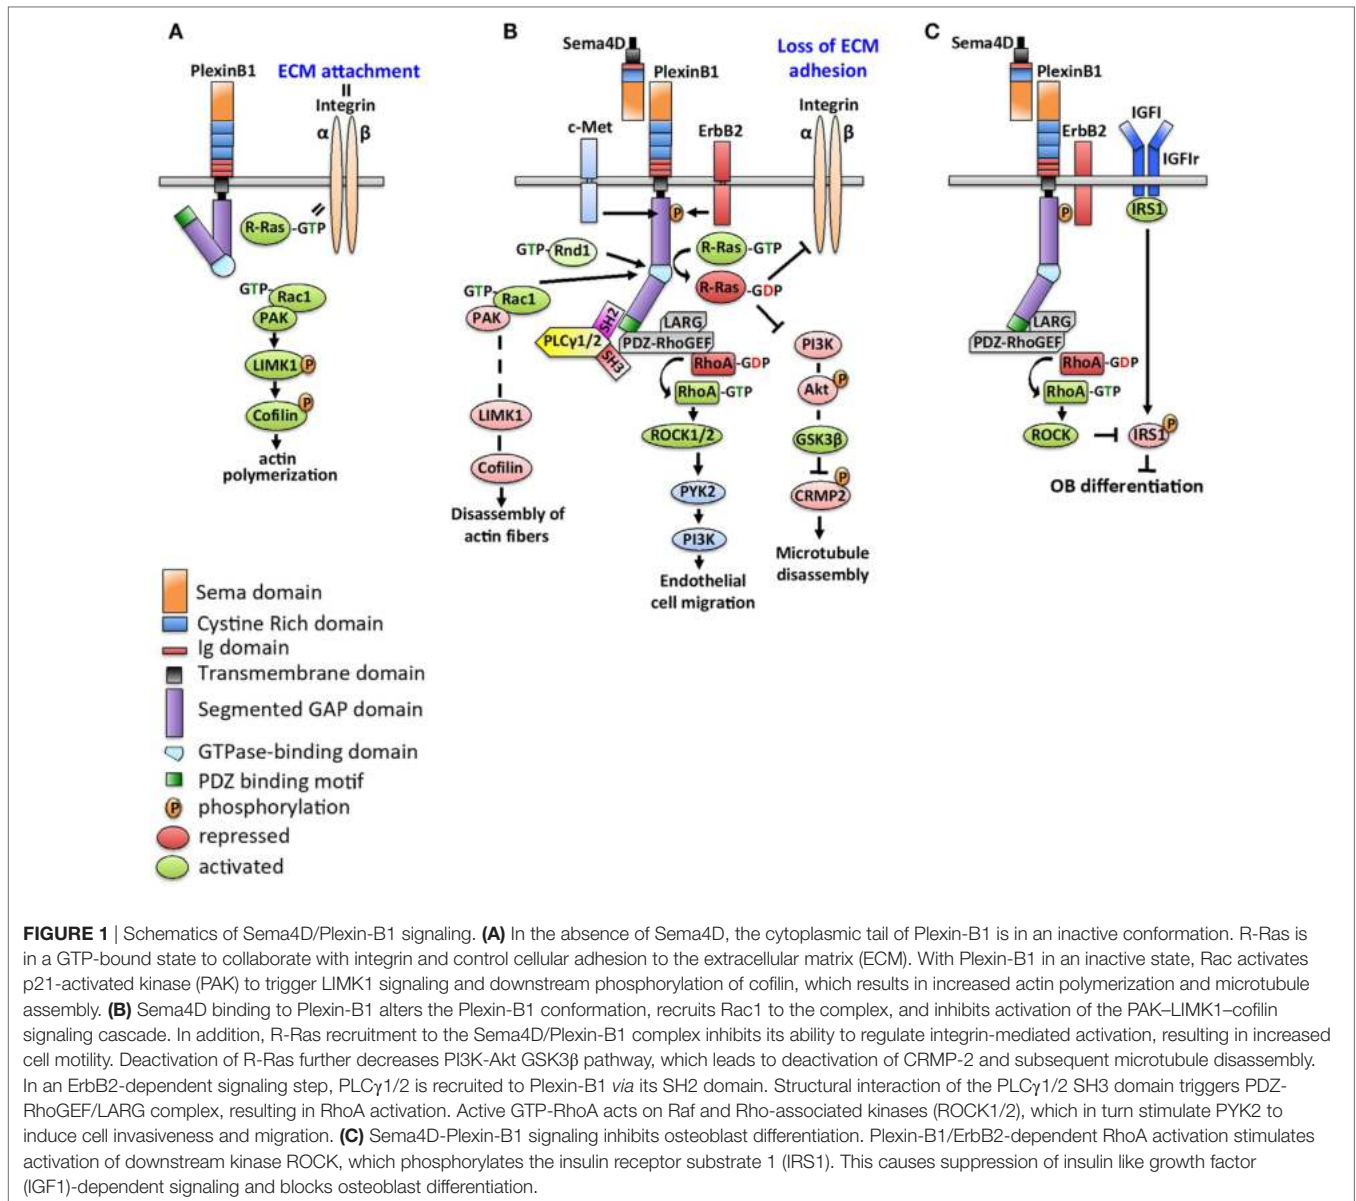 A
PlexinB1
ECM attachment
=
Integrin
α
β
R-Ras
-GTP
=
GTP-
Rac1
PAK
LIMK1
P
P
Cofilin
actin
polymerization
B
Sema4D
PlexinB1
Loss of ECM
adhesion
Integrin
α
β
c-Met
ErbB2
P
GTP-
Rnd1
R-Ras
-GTP
R-Ras
-GDP
GTP-
Rac1
PAK
SH2
PLCγ1/2
SH3
LARG
PDZ-RhoGEF
RhoA
-GDP
RhoA
-GTP
ROCK1/2
PYK2
PI3K
Endothelial
cell migration
LIMK1
Cofilin
Disassembly of
actin fibers
PI3K
Akt
P
GSK3β
P
CRMP2
Microtubule
disassembly
C
Sema4D
PlexinB1
ErbB2
IGFI
IGFIr
P
IRS1
LARG
PDZ-RhoGEF
RhoA
-GDP
RhoA
-GTP
ROCK
IRS1
P
OB differentiation
Sema domain
Cystine Rich domain
Ig domain
Transmembrane domain
Segmented GAP domain
GTPase-binding domain
PDZ binding motif
P
phosphorylation
repressed
activated
FIGURE 1 | Schematics of Sema4D/Plexin-B1 signaling. (A) In the absence of Sema4D, the cytoplasmic tail of Plexin-B1 is in an inactive conformation. R-Ras is
in a GTP-bound state to collaborate with integrin and control cellular adhesion to the extracellular matrix (ECM). With Plexin-B1 in an inactive state, Rac activates
p21-activated kinase (PAK) to trigger LIMK1 signaling and downstream phosphorylation of cofilin, which results in increased actin polymerization and microtubule
assembly. (B) Sema4D binding to Plexin-B1 alters the Plexin-B1 conformation, recruits Rac1 to the complex, and inhibits activation of the PAK–LIMK1–cofilin
signaling cascade. In addition, R-Ras recruitment to the Sema4D/Plexin-B1 complex inhibits its ability to regulate integrin-mediated activation, resulting in increased
cell motility. Deactivation of R-Ras further decreases PI3K-Akt GSK3β pathway, which leads to deactivation of CRMP-2 and subsequent microtubule disassembly.
In an ErbB2-dependent signaling step, PLCγ1/2 is recruited to Plexin-B1 via its SH2 domain. Structural interaction of the PLCγ1/2 SH3 domain triggers PDZ-
RhoGEF/LARG complex, resulting in RhoA activation. Active GTP-RhoA acts on Raf and Rho-associated kinases (ROCK1/2), which in turn stimulate PYK2 to
induce cell invasiveness and migration. (C) Sema4D-Plexin-B1 signaling inhibits osteoblast differentiation. Plexin-B1/ErbB2-dependent RhoA activation stimulates
activation of downstream kinase ROCK, which phosphorylates the insulin receptor substrate 1 (IRS1). This causes suppression of insulin like growth factor
(IGF1)-dependent signaling and blocks osteoblast differentiation.